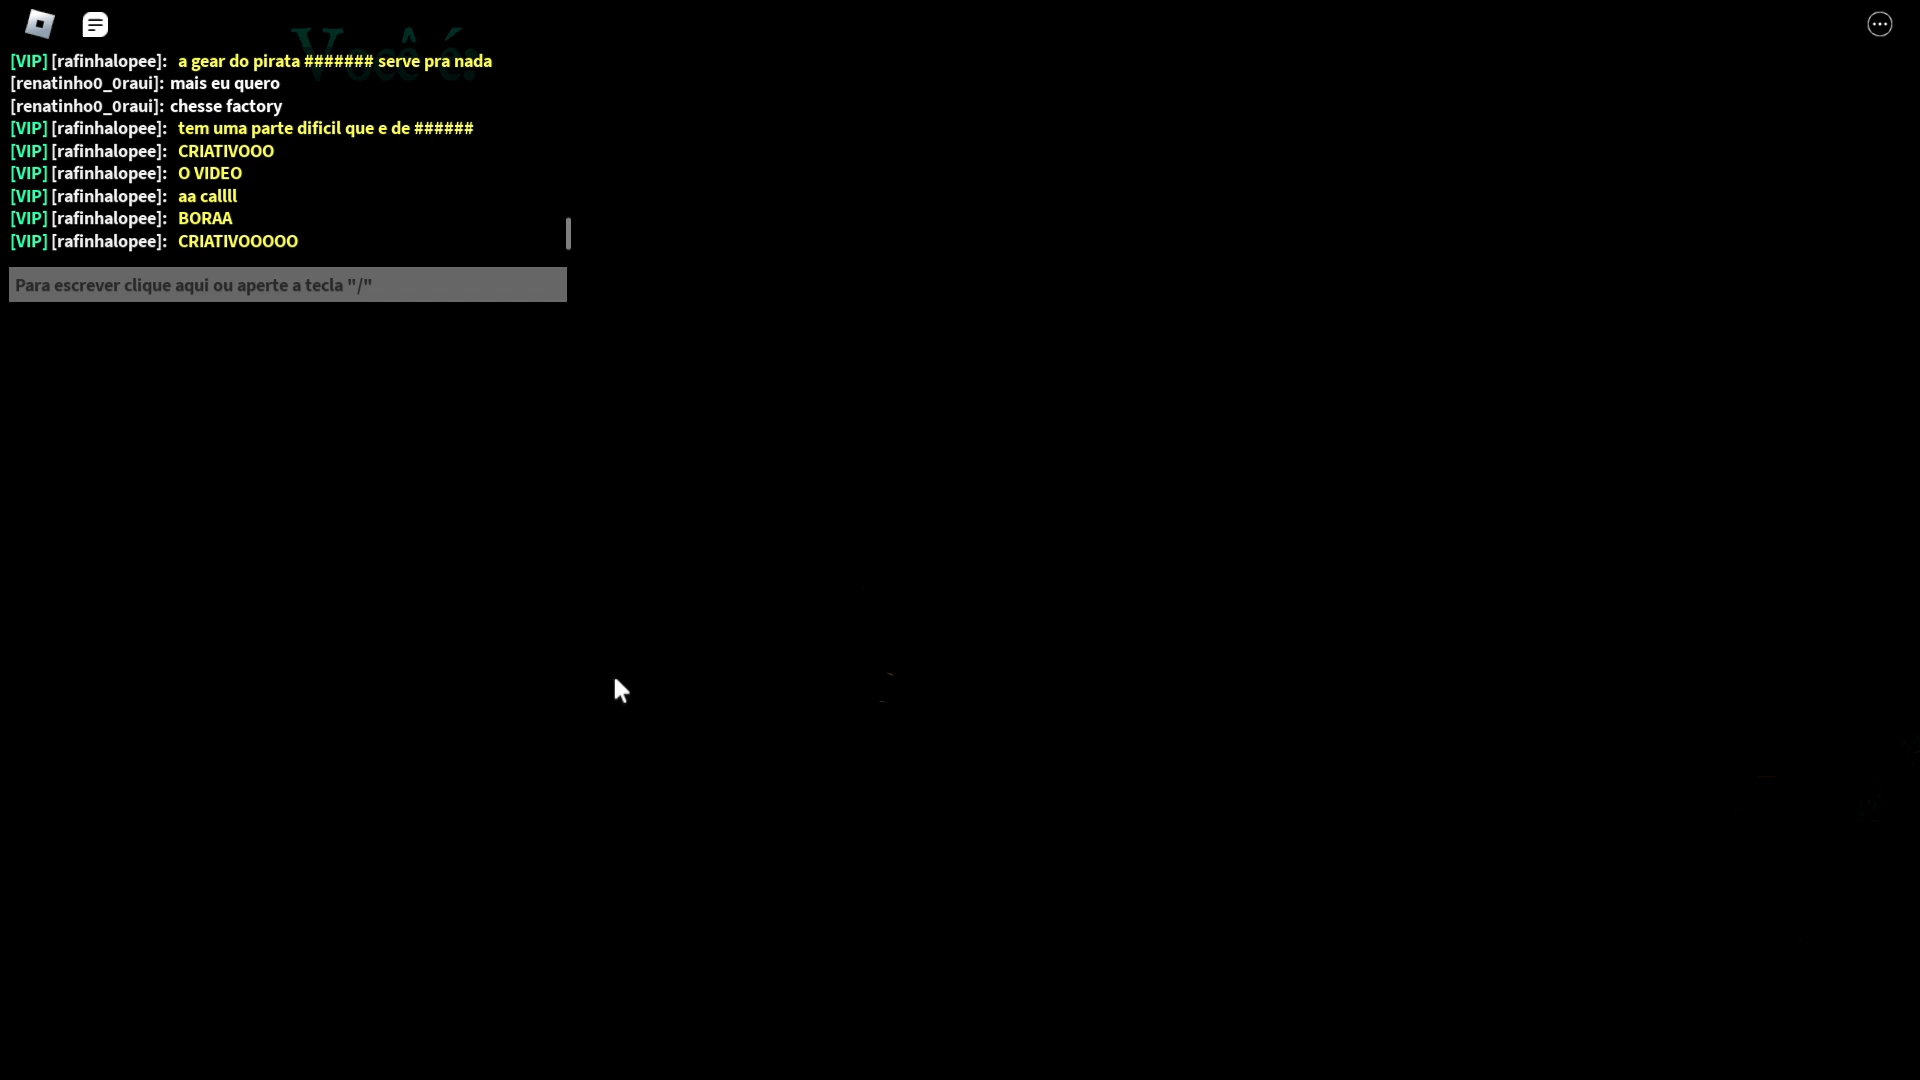 Você é:
[VIP] [rafinhalopee]: a gear do pirata ####### serve pra nada
[renatinho0_0raui]: mais eu quero
[renatinho0_0raui]: chesse factory
[VIP] [rafinhalopee]: tem uma parte dificil que e de ######
[VIP] [rafinhalopee]: CRIATIVOOO
[VIP] [rafinhalopee]: O VIDEO
[VIP] [rafinhalopee]: aa callll
[VIP] [rafinhalopee]: BORAA
[VIP] [rafinhalopee]: CRIATIVOOOOO
Para escrever clique aqui ou aperte a tecla "/"